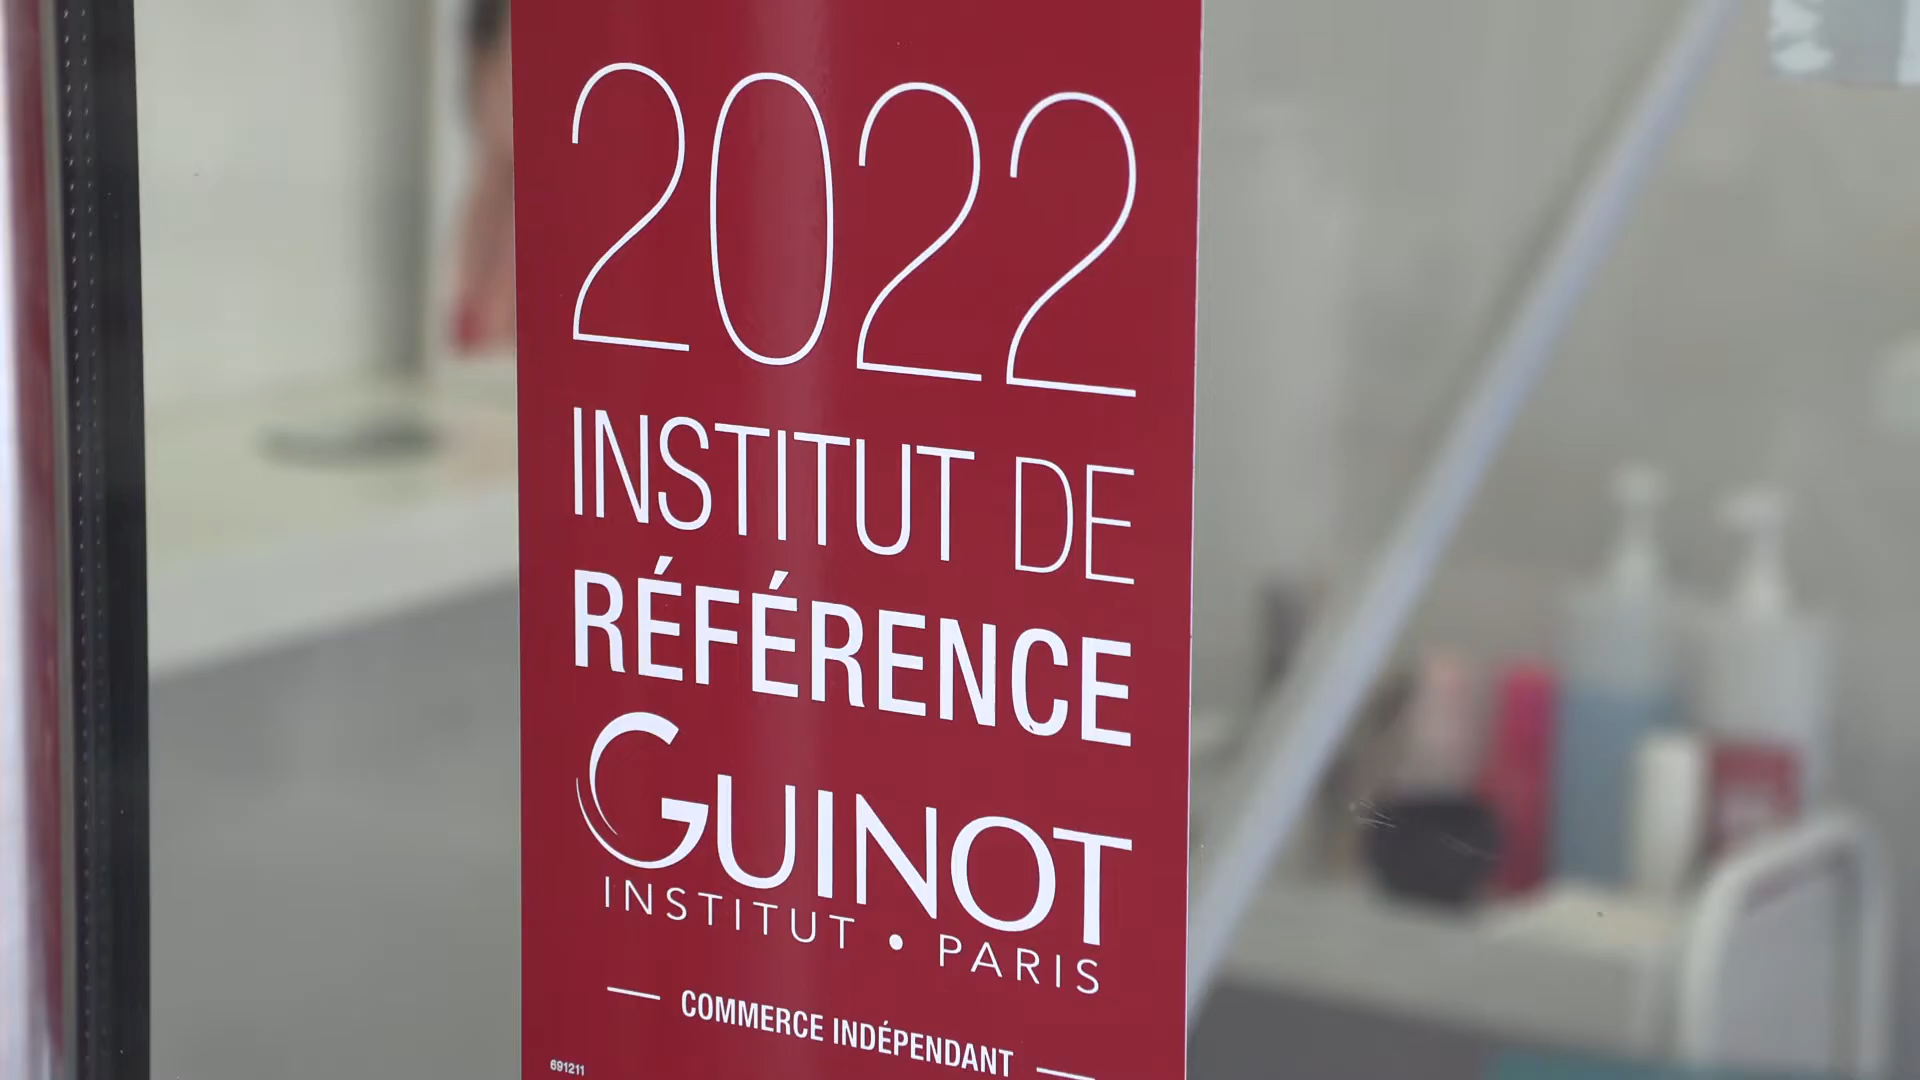 2022
INSTITUT DE
RÉFÉRENCE
GUINOT
INSTITUT • PARIS
COMMERCE INDÉPENDANT
691211